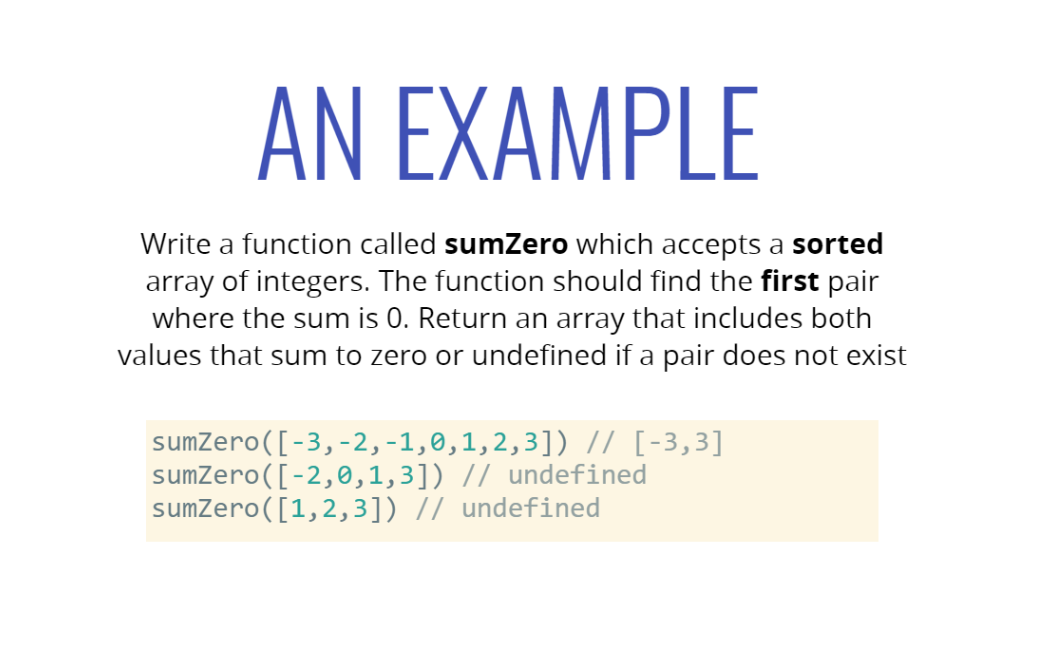 AN EXAMPLE
Write a function called sumZero which accepts a sorted
array of integers. The function should find the first pair
where the sum is 0. Return an array that includes both
values that sum to zero or undefined if a pair does not exist
sumZero([-3,-2,-1,0,1,2,3]) // [-3,3]
sumZero([-2,0,1,3]) // undefined
sumZero([1,2,3]) // undefined